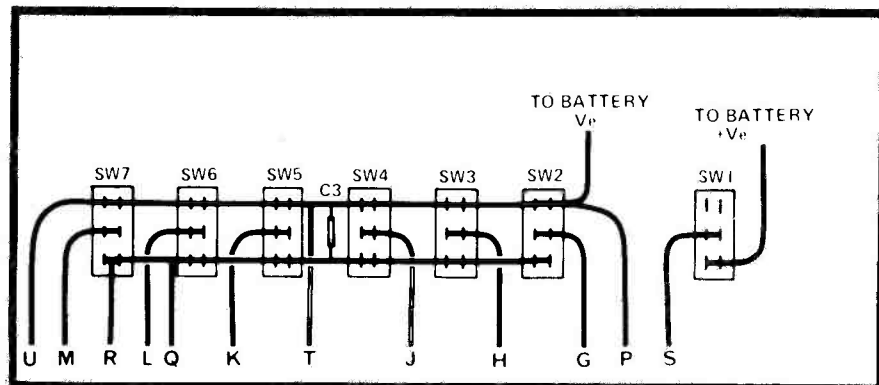 TO BATTERY
Ve
TO BATTERY
+Ve
SW7 SW6 SW5 C3 SW4 SW3 SW2 SW1
U M R L Q K T J H G P S